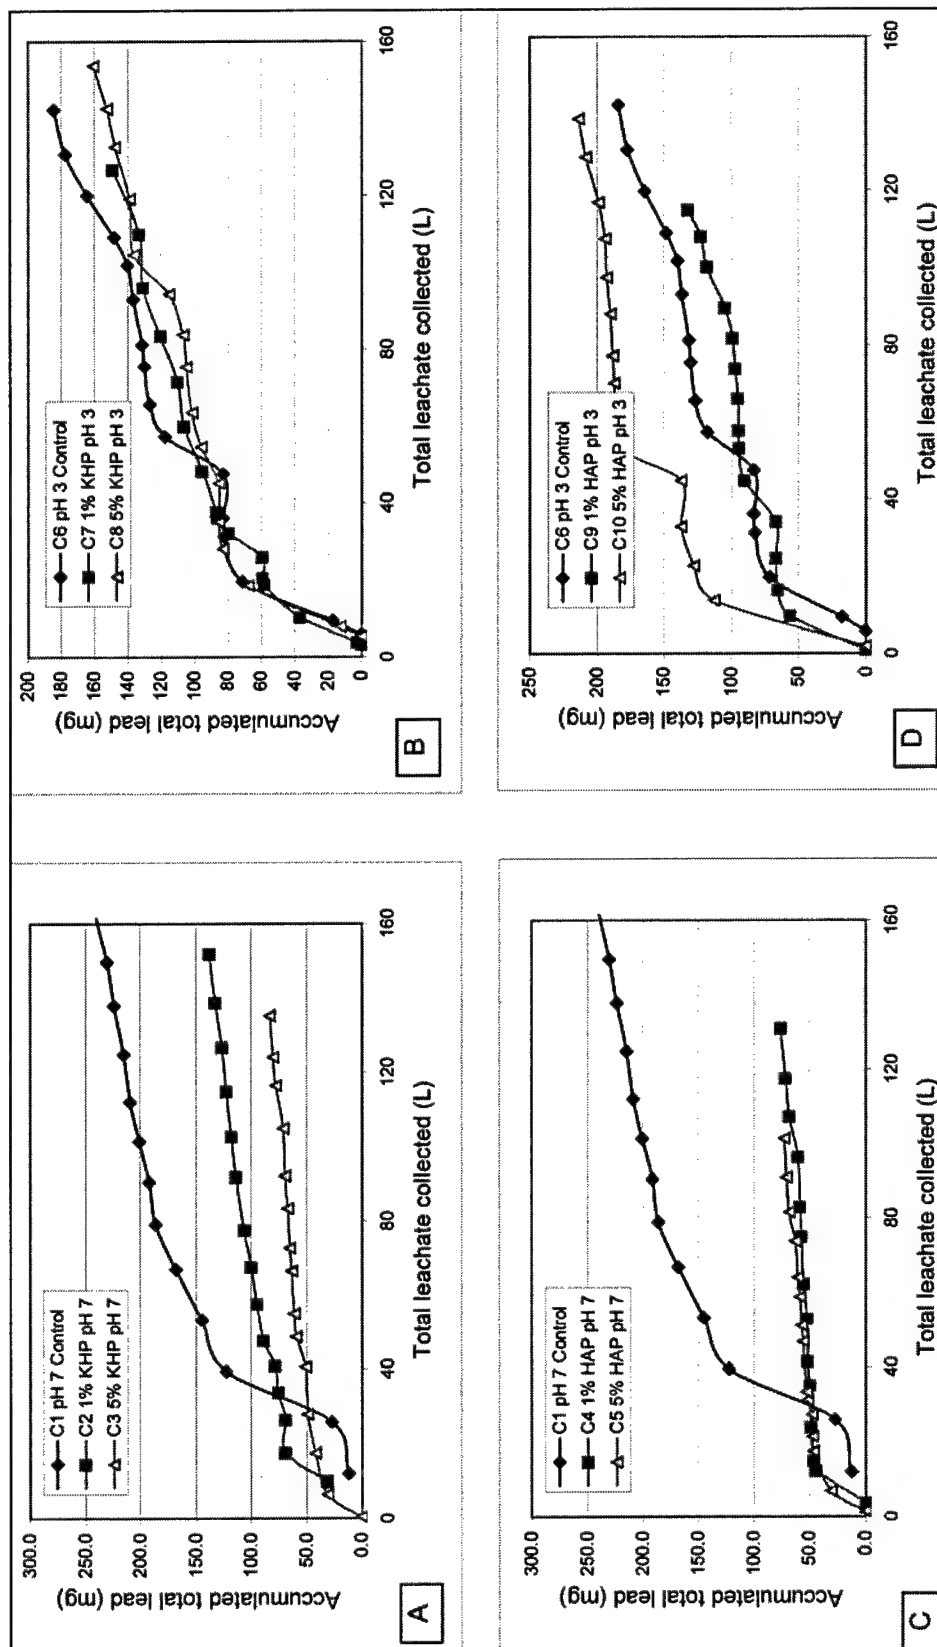 A
Accumulated total lead (mg)
300.0
250.0
200.0
150.0
100.0
50.0
0.0
C1 pH 7 Control
C2 1% KHP pH 7
C3 5% KHP pH 7
0 40 80 120 160
Total leachate collected (L)
B
Accumulated total lead (mg)
200
180
160
140
120
100
80
60
40
20
0
C6 pH 3 Control
C7 1% KHP pH 3
C8 5% KHP pH 3
0 40 80 120 160
Total leachate collected (L)
C
Accumulated total lead (mg)
300.0
250.0
200.0
150.0
100.0
50.0
0.0
C1 pH 7 Control
C4 1% HAP pH 7
C5 5% HAP pH 7
0 40 80 120 160
Total leachate collected (L)
D
Accumulated total lead (mg)
250
200
150
100
50
0
C6 pH 3 Control
C9 1% HAP pH 3
C10 5% HAP pH 3
0 40 80 120 160
Total leachate collected (L)